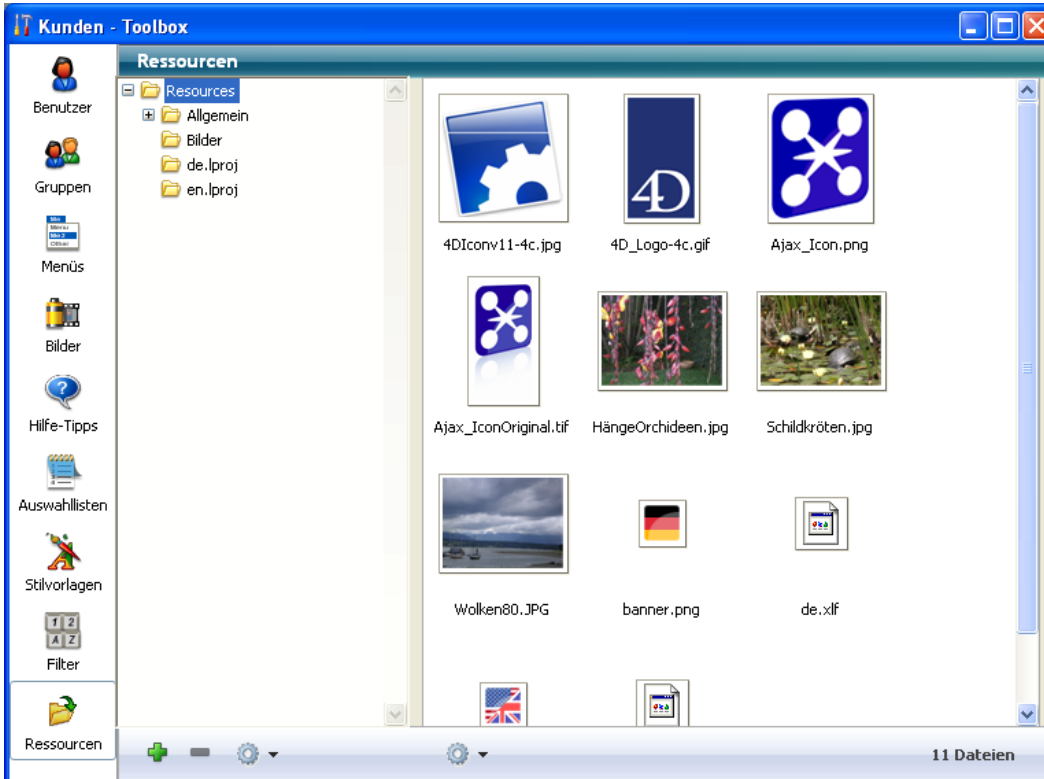 Kunden - Toolbox
Ressourcen
Benutzer
Gruppen
Menüs
Bilder
Hilfe-Tipps
Auswahllisten
Stilvorlagen
Filter
Ressourcen
Resources
Allgemein
Bilder
de.lproj
en.lproj
4D
4DIconv11-4c.jpg
4D_Logo-4c.gif
Ajax_Icon.png
Ajax_IconOriginal.tif
HängeOrchideen.jpg
Schildkröten.jpg
Wolken80.JPG
banner.png
de.xlf
11 Dateien